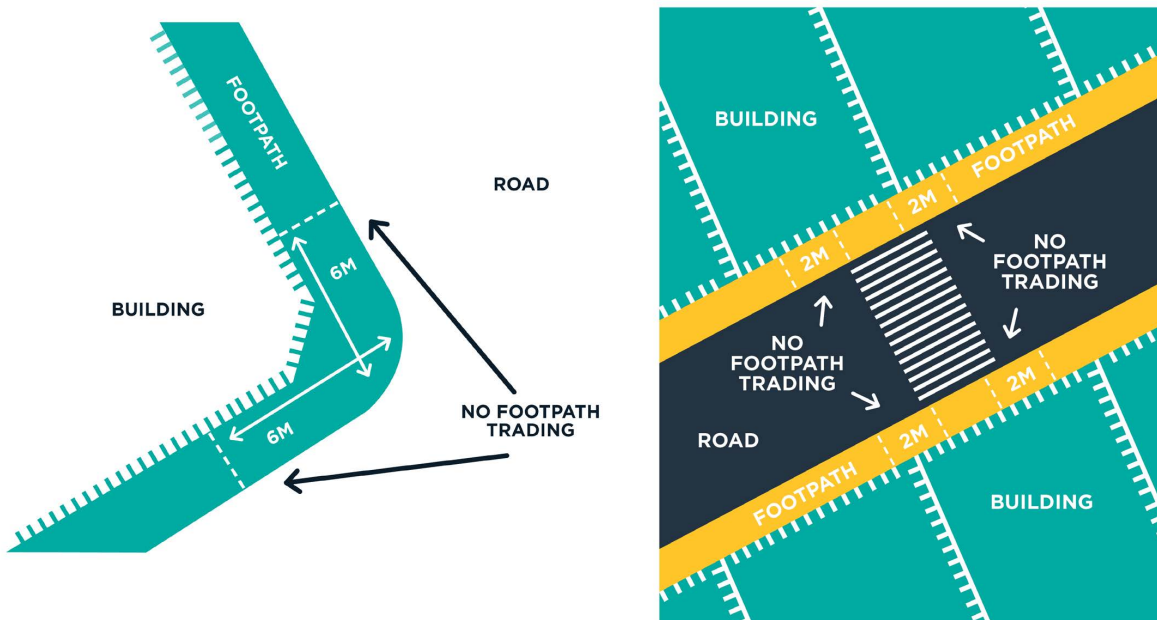 FOOTPATH
ROAD
6M
BUILDING
NO FOOTPATH
TRADING
6M
BUILDING
FOOTPATH
2M
2M
NO
FOOTPATH
TRADING
NO
FOOTPATH
TRADING
2M
ROAD
2M
FOOTPATH
BUILDING